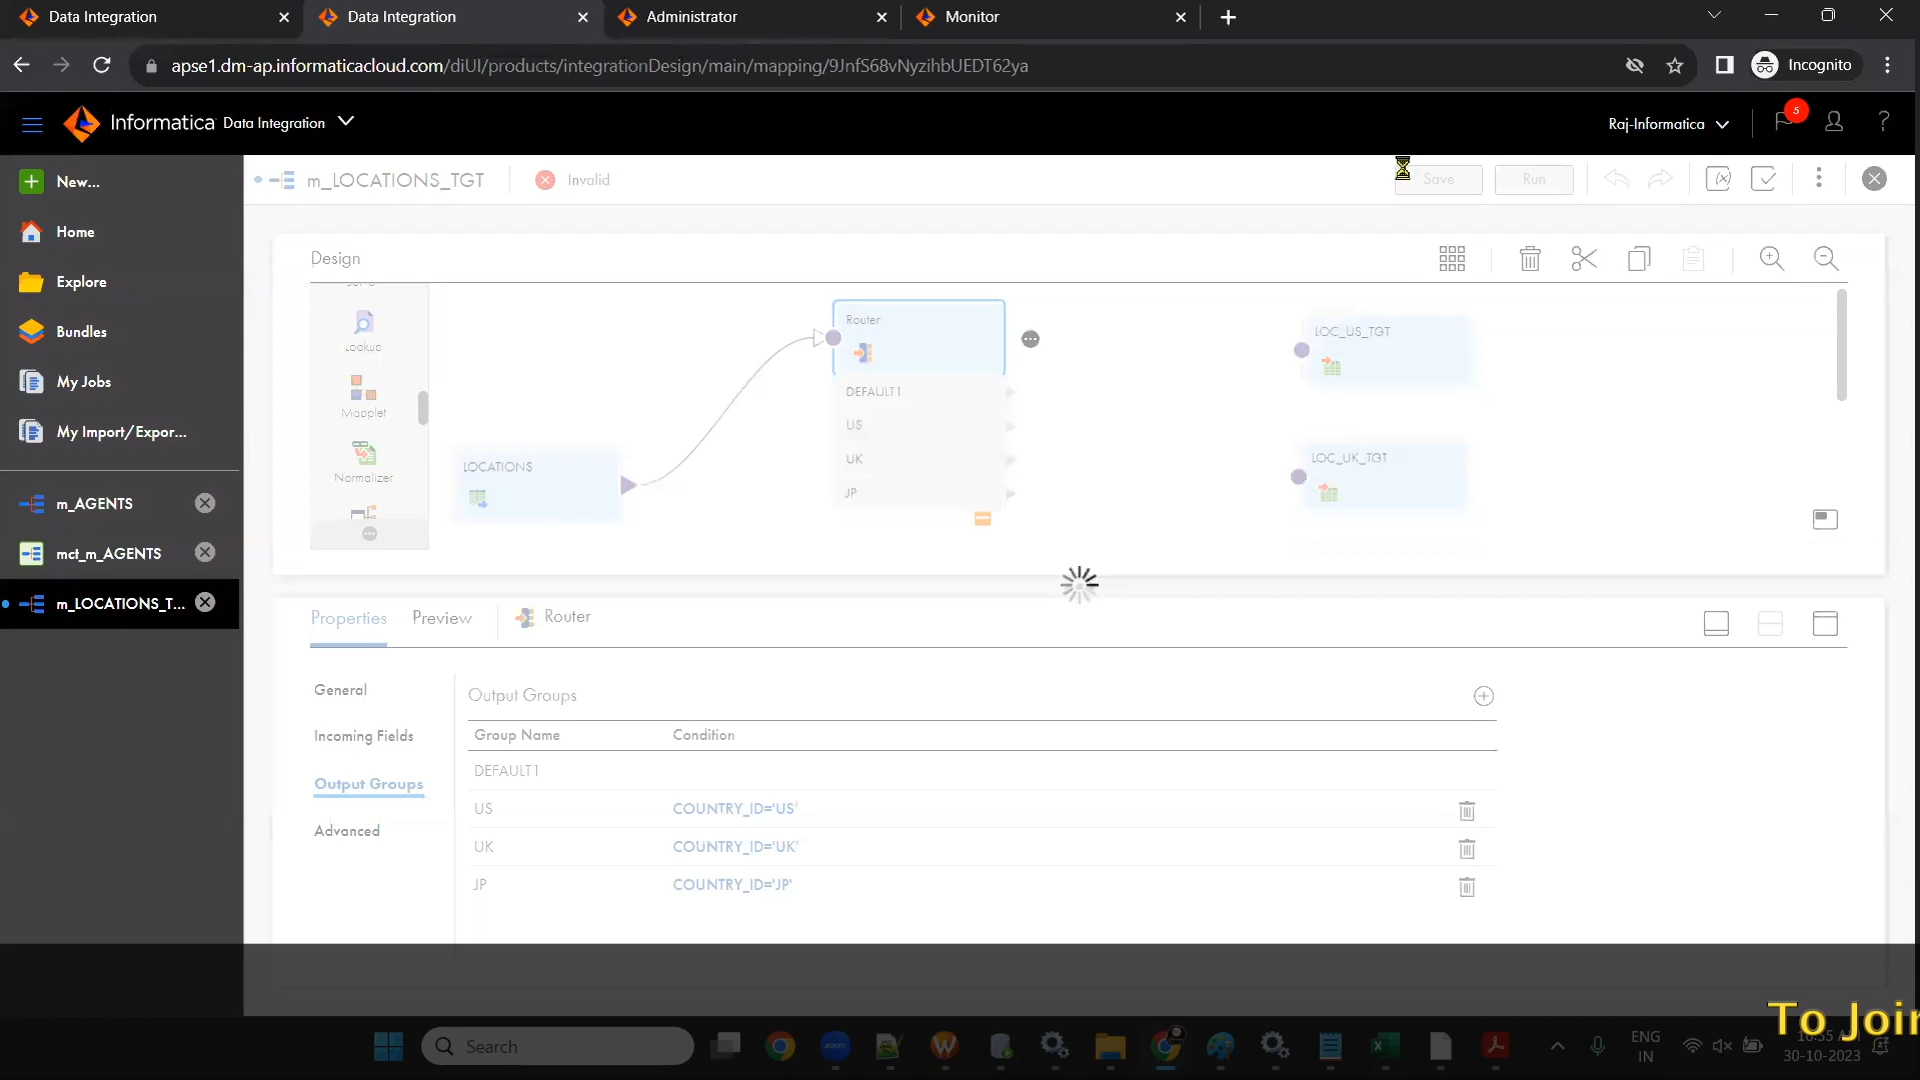 Data Integration
Data Integration
Administrator
Monitor
apse1.dm-ap.informaticacloud.com/diUI/products/integrationDesign/main/mapping/9JnfS68vNyzihbUEDT62ya
Incognito
Informatica Data Integration
Raj-Informatica
5
?
New...
Home
Explore
Bundles
My Jobs
My Import/Expor...
m_AGENTS
mct_m_AGENTS
m_LOCATIONS_T...
m_LOCATIONS_TGT
Invalid
Save
Run
Design
Lookup
Mapplet
Normalizer
LOCATIONS
Router
DEFAULT1
US
UK
JP
LOC_US_TGT
LOC_UK_TGT
Properties
Preview
Router
General
Incoming Fields
Output Groups
Advanced
Output Groups
Group Name Condition
DEFAULT1
US COUNTRY_ID='US'
UK COUNTRY_ID='UK'
JP COUNTRY_ID='JP'
To Join
Search
zoom
ENG
IN
30-10-2023